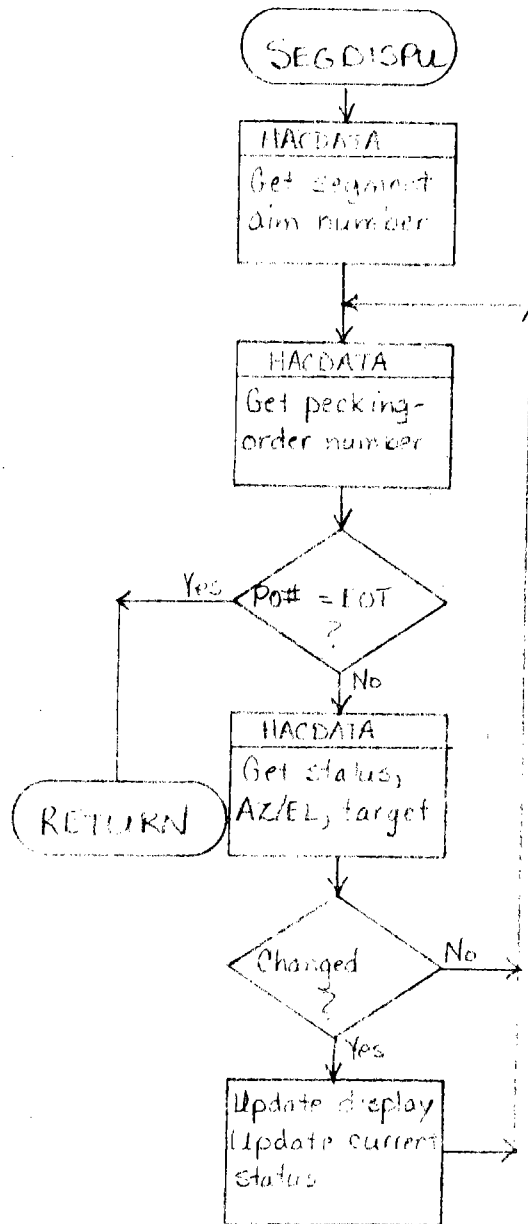 SEGDISPU
HACDATA
Get segment
aim number
HACDATA
Get pecking-
order number
Yes
PO# = EOT
?
No
HACDATA
Get status,
AZ/EL, target
RETURN
Changed
?
No
Yes
Update display
Update current
status